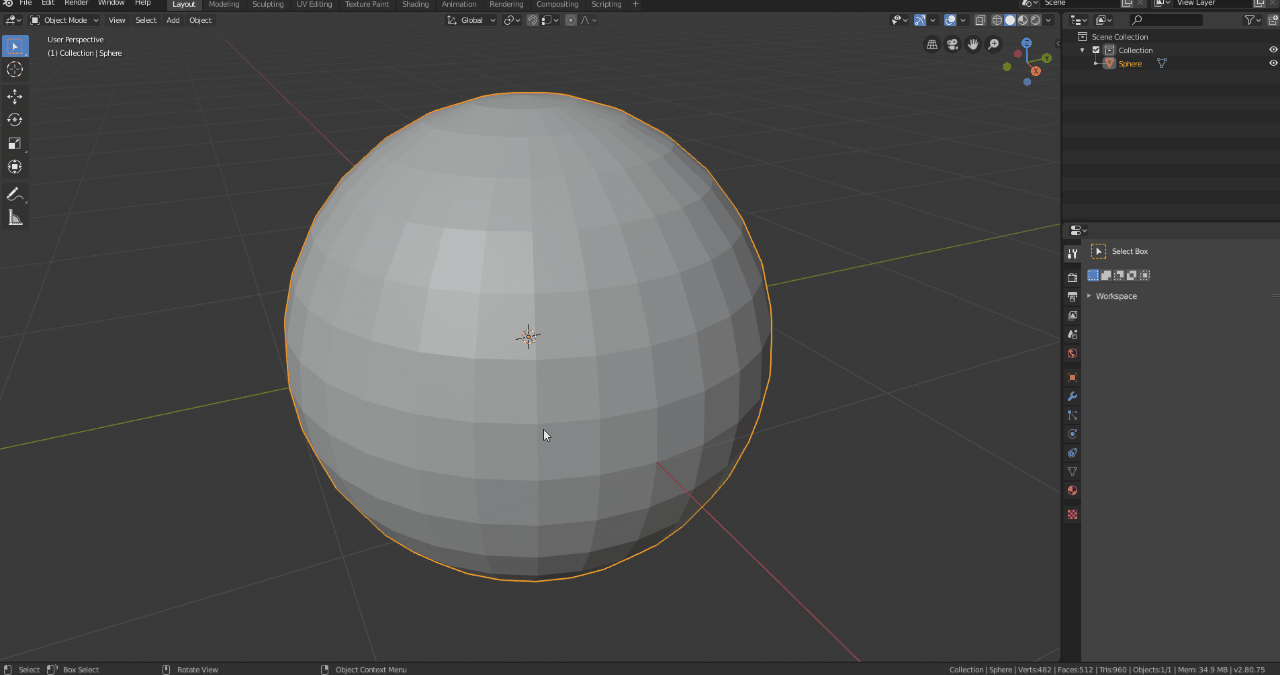 File Edit Render Window Help Layout Modeling Sculpting UV Editing Texture Paint Shading Animation Rendering Compositing Scripting + Scene View Layer
Object Mode View Select Add Object Global
User Perspective
(1) Collection | Sphere
Z
Y
X
Scene Collection
Collection
Sphere
Select Box
Workspace
Select Box Select Rotate View Object Context Menu Collection | Sphere | Verts:482 | Faces:512 | Tris:960 | Objects:1/1 | Mem: 34.9 MB | v2.80.75